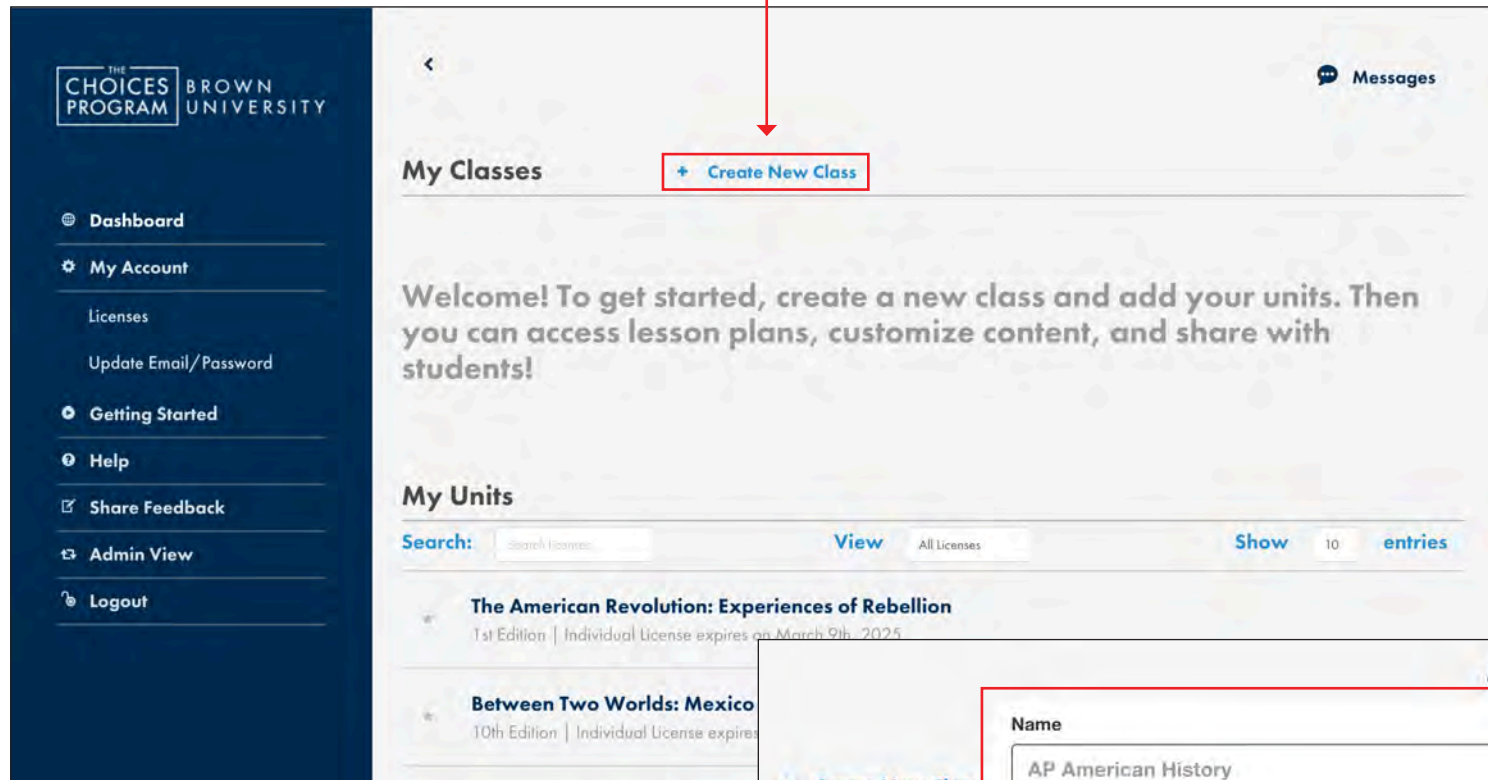 THE
CHOICES
PROGRAM
BROWN
UNIVERSITY
Dashboard
My Account
Licenses
Update Email/Password
Getting Started
Help
Share Feedback
Admin View
Logout
Messages
My Classes
+ Create New Class
Welcome! To get started, create a new class and add your units. Then
you can access lesson plans, customize content, and share with
students!
My Units
Search: Search licenses...
View All Licenses
Show 10 entries
The American Revolution: Experiences of Rebellion
1st Edition | Individual License expires on March 9th, 2025
Between Two Worlds: Mexico
10th Edition | Individual License expires
Name
AP American History